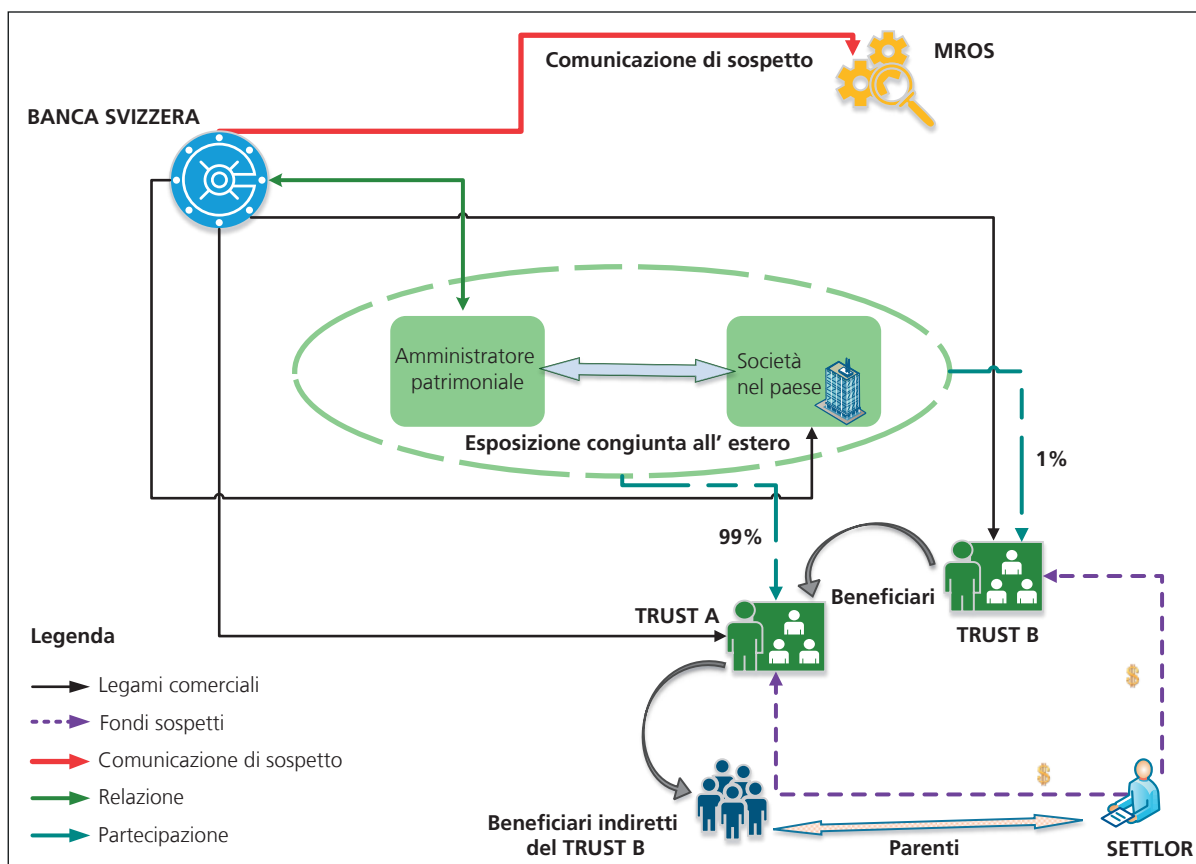 MROS
Comunicazione di sospetto
BANCA SVIZZERA
Amministratore
patrimoniale
Società
nel paese
Esposizione congiunta all’ estero
1%
99%
Beneficiari
TRUST A
TRUST B
Legenda
Legami comerciali
$
Fondi sospetti
Comunicazione di sospetto
$
Relazione
Beneficiari indiretti
del TRUST B
Partecipazione
Parenti
SETTLOR